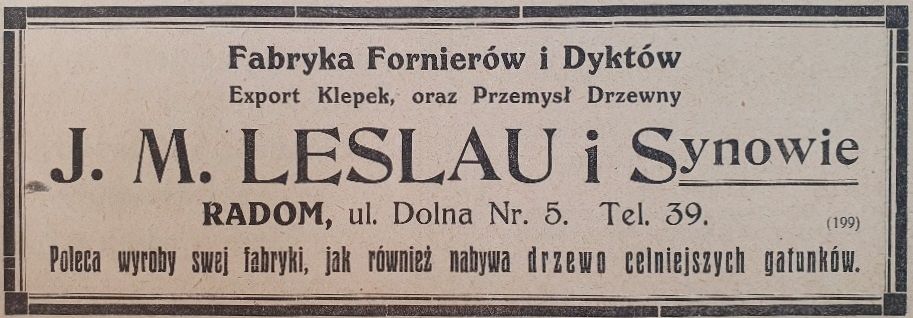 Fabryka Fornierów i Dyktów
Export Klepek, oraz Przemysł Drzewny
J. M. LESLAU i Synowie
RADOM, ul. Dolna Nr. 5. Tel. 39.
(199)
Poleca wyroby swej fabryki, jak również nabywa drzewo celniejszych gatunków.